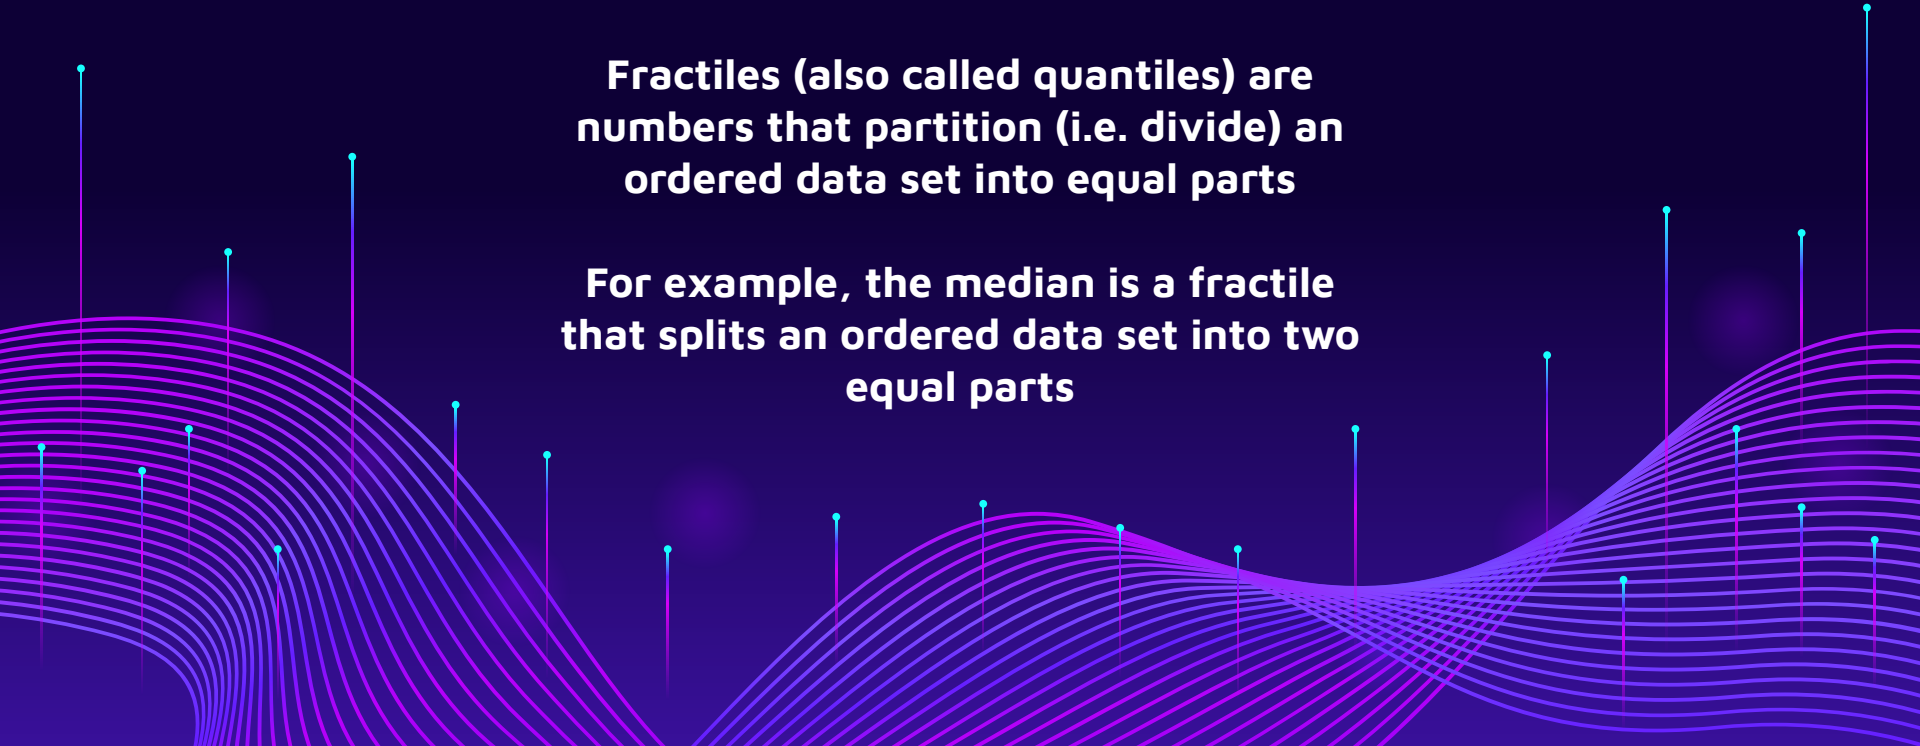 Fractiles (also called quantiles) are
numbers that partition (i.e. divide) an
ordered data set into equal parts
For example, the median is a fractile
that splits an ordered data set into two
equal parts